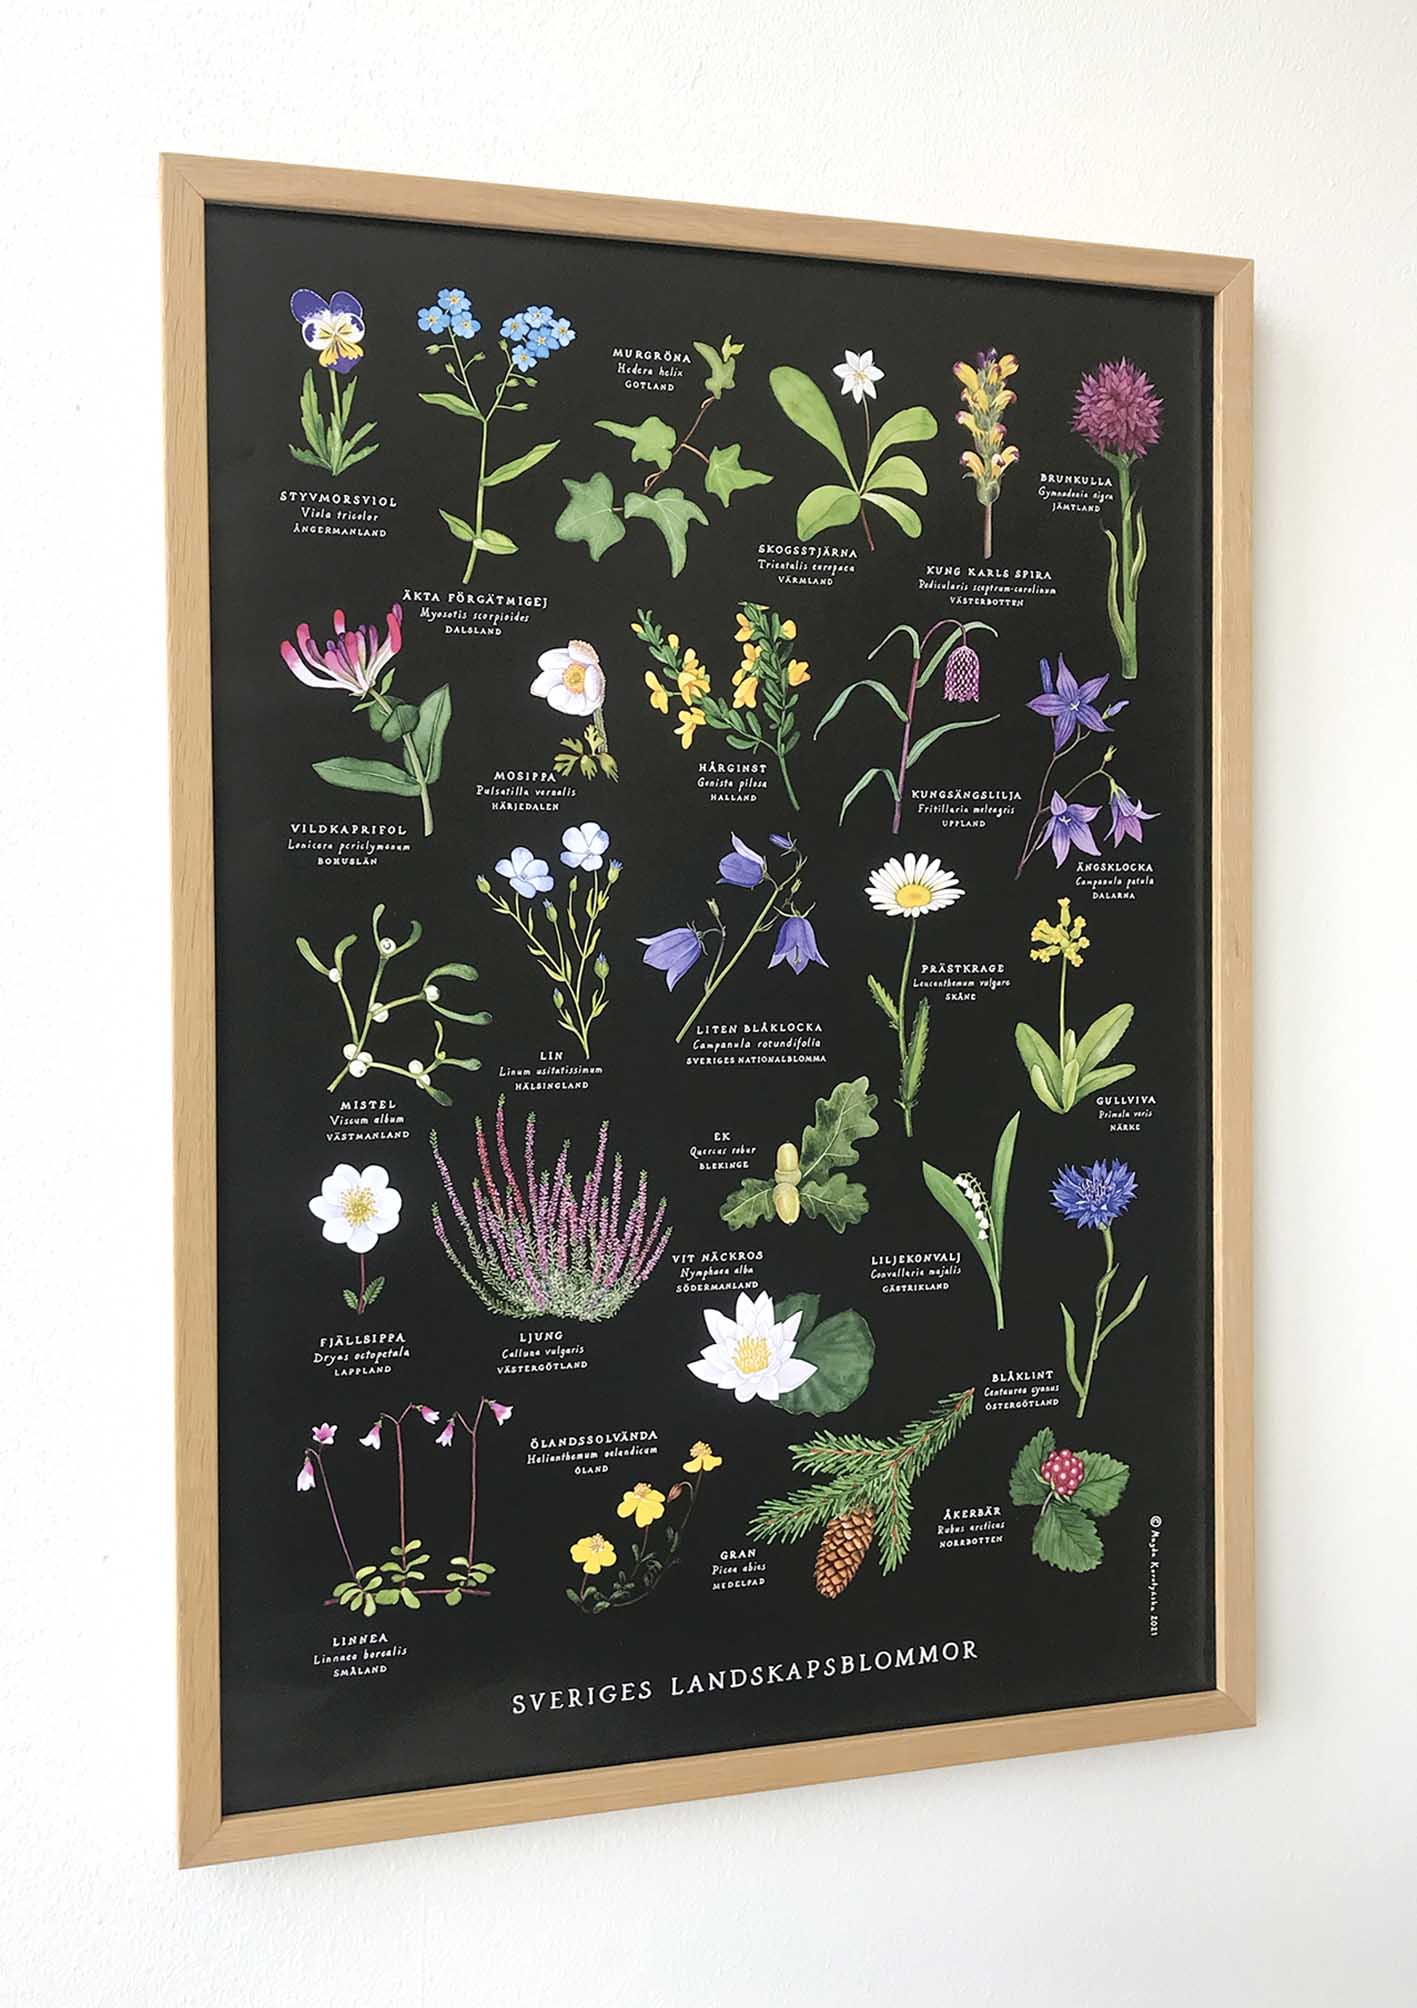 STYVMORSVIOL
Viola tricolor
ÅNGERMANLAND
ÄKTA FÖRGÄTMIGEJ
Myosotis scorpioides
DALSLAND
MURGRÖNA
Hedera helix
GOTLAND
SKOGSSTJÄRNA
Trientalis europaea
VÄRMLAND
KUNG KARLS SPIRA
Pedicularis sceptrum-carolinum
VÄSTERBOTTEN
BRUNKULLA
Gymnadenia nigra
JÄMTLAND
VILDKAPRIFOL
Lonicera periclymenum
BOHUSLÄN
MOSIPPA
Pulsatilla vernalis
HÄRJEDALEN
HÅRGINST
Genista pilosa
HALLAND
KUNGSÄNGSLILJA
Fritillaria meleagris
UPPLAND
ÄNGSKLOCKA
Campanula patula
DALARNA
MISTEL
Viscum album
VÄSTMANLAND
LIN
Linum usitatissimum
HÄLSINGLAND
LITEN BLÅKLOCKA
Campanula rotundifolia
SVERIGES NATIONALBLOMMA
PRÄSTKRAGE
Leucanthemum vulgare
SKÅNE
GULLVIVA
Primula veris
NÄRKE
FJÄLLSIPPA
Dryas octopetala
LAPPLAND
LJUNG
Calluna vulgaris
VÄSTERGÖTLAND
EK
Quercus robur
BLEKINGE
VIT NÄCKROS
Nymphaea alba
SÖDERMANLAND
LILJEKONVALJ
Convallaria majalis
GÄSTRIKLAND
BLÅKLINT
Centaurea cyanus
ÖSTERGÖTLAND
LINNEA
Linnaea borealis
SMÅLAND
ÖLANDSSOLVÄNDA
Helianthemum oelandicum
ÖLAND
GRAN
Picea abies
MEDELPAD
ÅKERBÄR
Rubus arcticus
NORRBOTTEN
© Magda 2021
SVERIGES LANDSKAPSBLOMMOR